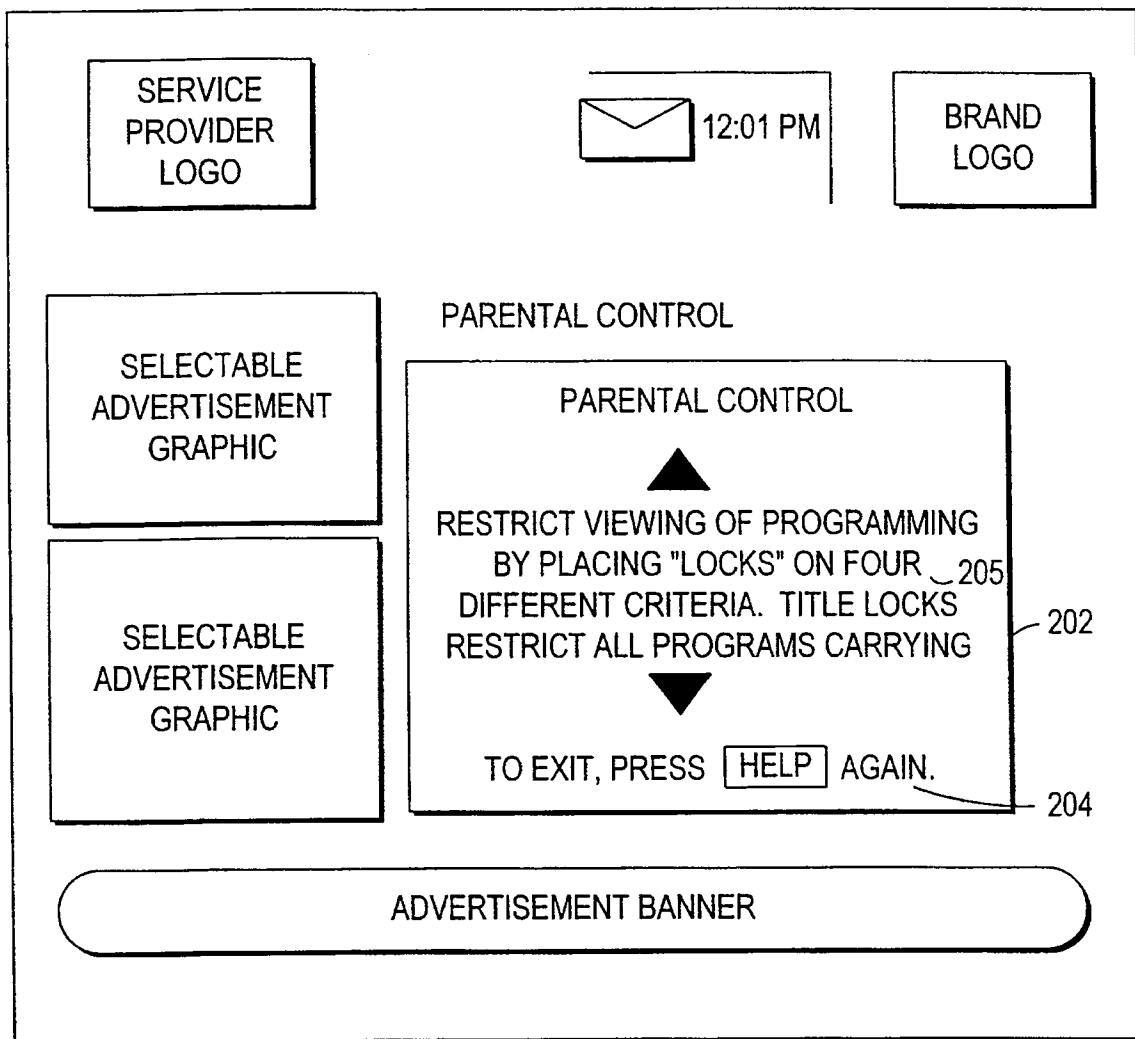 SERVICE
PROVIDER
LOGO
12:01 PM
BRAND
LOGO
SELECTABLE
ADVERTISEMENT
GRAPHIC
SELECTABLE
ADVERTISEMENT
GRAPHIC
PARENTAL CONTROL
PARENTAL CONTROL
RESTRICT VIEWING OF PROGRAMMING
BY PLACING "LOCKS" ON FOUR
205
DIFFERENT CRITERIA. TITLE LOCKS
RESTRICT ALL PROGRAMS CARRYING
202
TO EXIT, PRESS HELP AGAIN.
204
ADVERTISEMENT BANNER